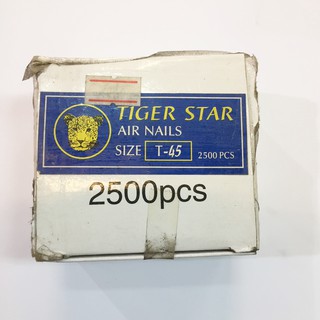 TIGER STAR
AIR NAILS
SIZE T-45 2500 PCS
2500pcs